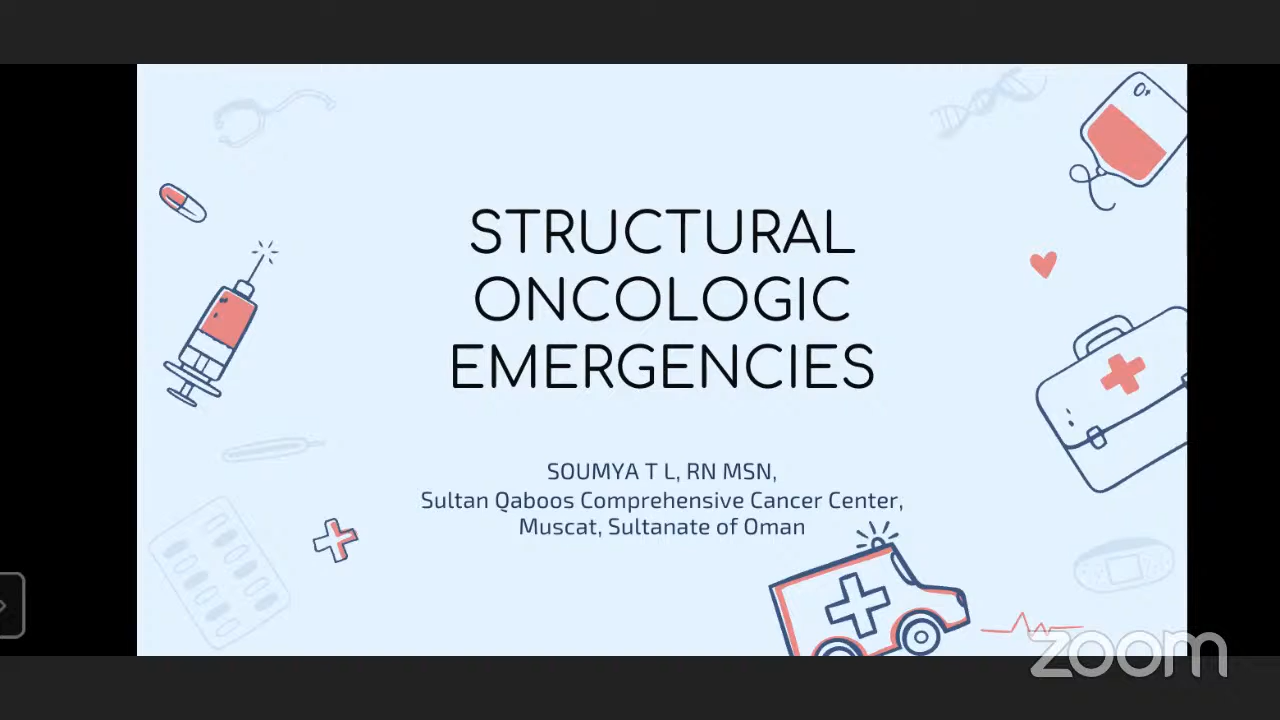 STRUCTURAL
ONCOLOGIC
EMERGENCIES
SOUMYA T L, RN MSN,
Sultan Qaboos Comprehensive Cancer Center,
Muscat, Sultanate of Oman
zoom